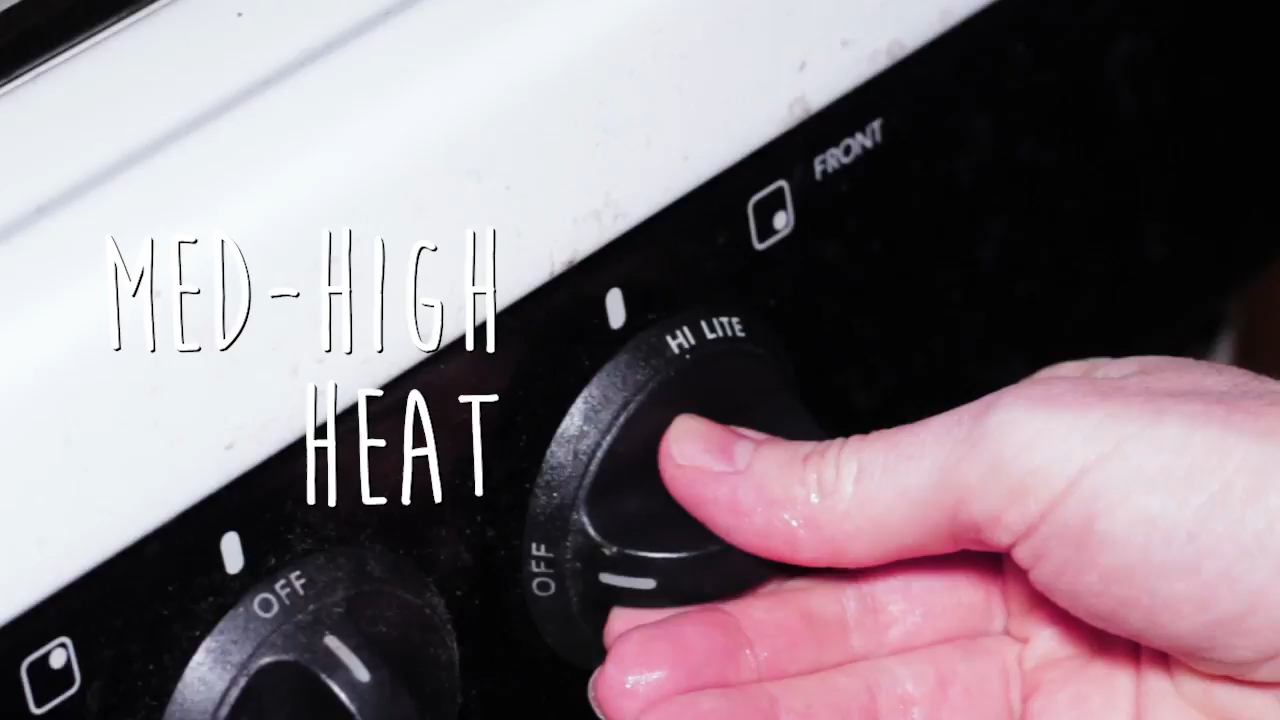 MED-HIGH
HEAT
FRONT
HI LITE
OFF
OFF